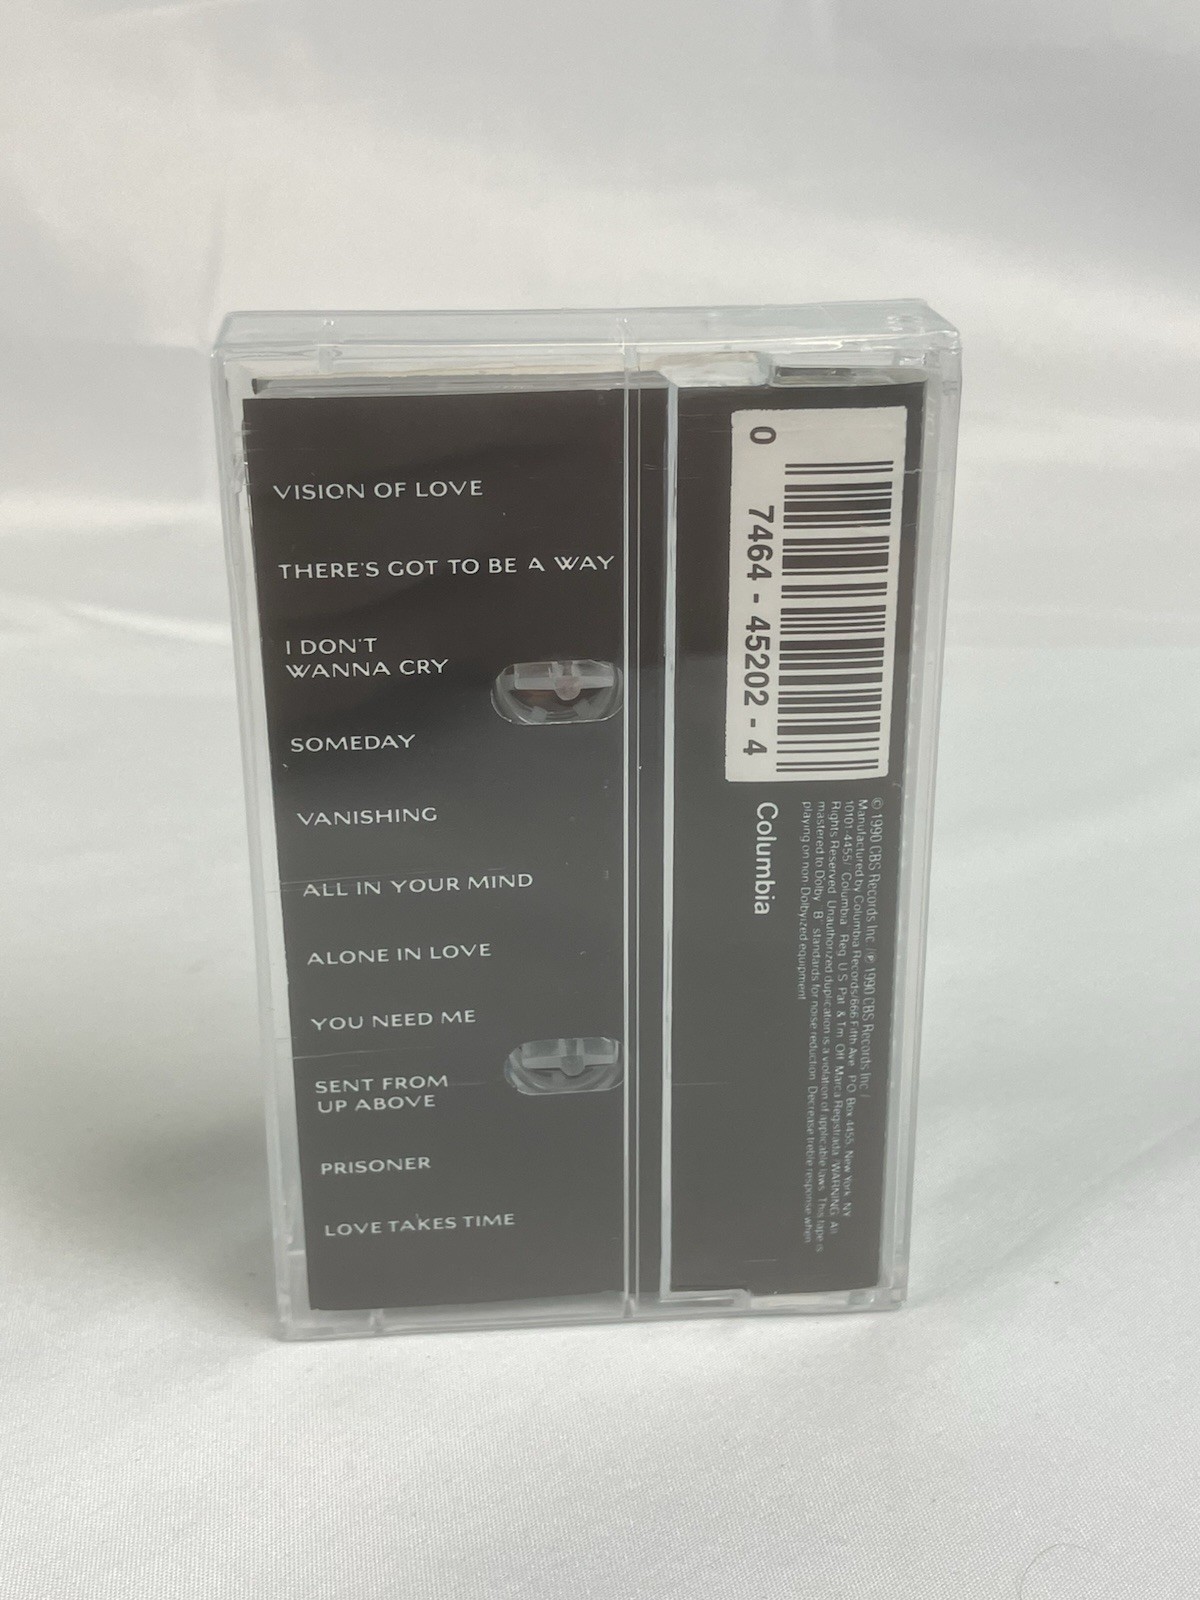 VISION OF LOVE
THERE'S GOT TO BE A WAY
I DON'T
WANNA CRY
SOMEDAY
VANISHING
ALL IN YOUR MIND
ALONE IN LOVE
YOU NEED ME
SENT FROM
UP ABOVE
PRISONER
LOVE TAKES TIME
0 7464-45202-4
Columbia
© 1990 CBS Records Inc./℗ 1990 CBS Records Inc./
Manufactured by Columbia Records/666 Fifth Ave., P.O. Box 4455, New York, NY
10101-4455/"Columbia" Reg. U.S. Pat. & Tm. Off. Marca Registrada./WARNING: All
Rights Reserved. Unauthorized duplication is a violation of applicable laws. This tape is
mastered to Dolby "B" standards for noise reduction. Decrease treble response when
playing on non-Dolbyized equipment.